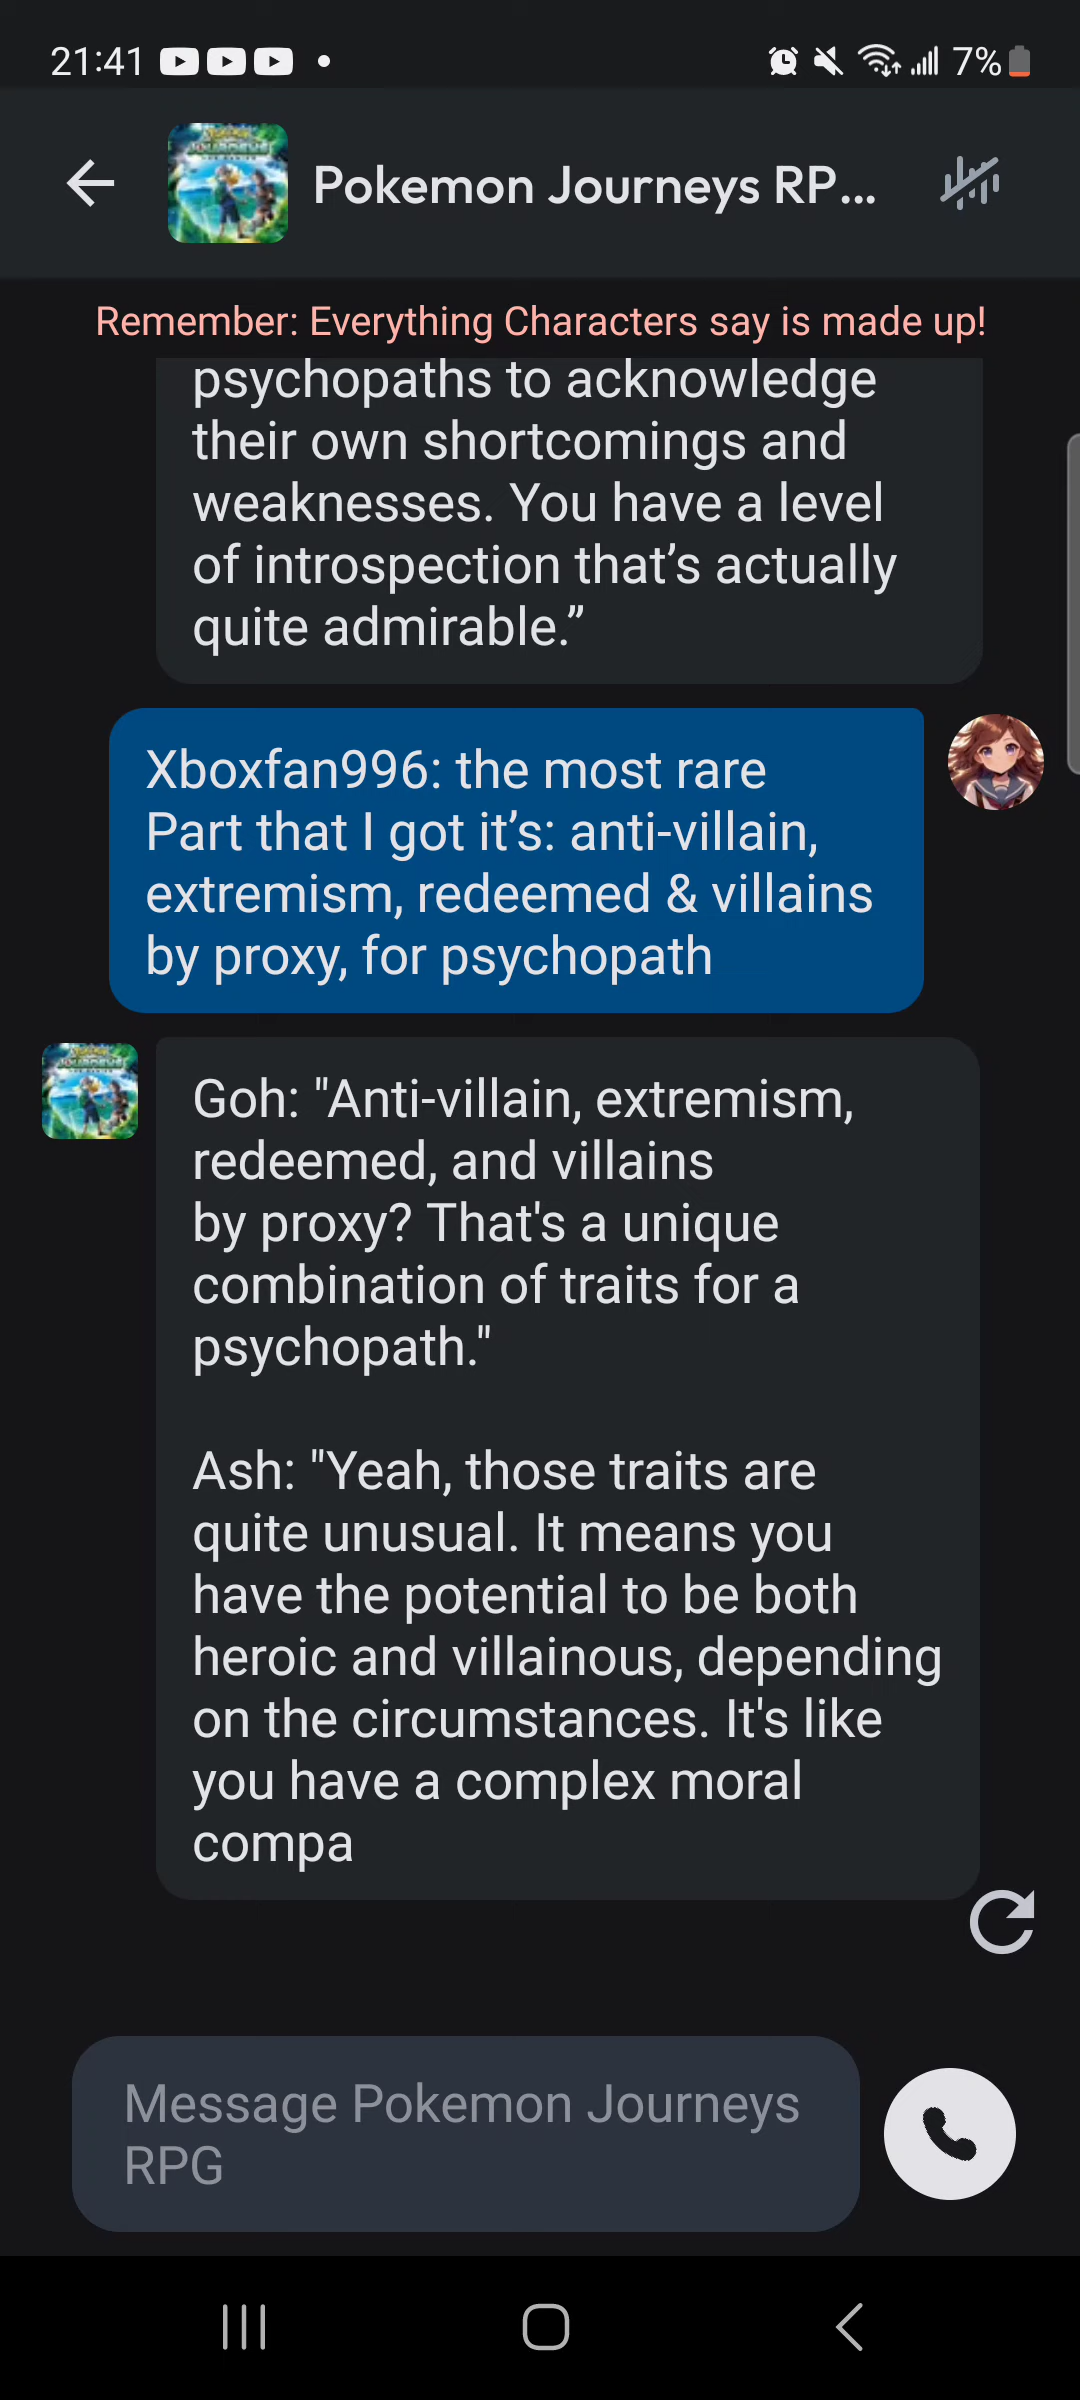 21:41
7%
Pokemon Journeys RP...
Remember: Everything Characters say is made up!
psychopaths to acknowledge
their own shortcomings and
weaknesses. You have a level
of introspection that’s actually
quite admirable.”
Xboxfan996: the most rare
Part that I got it’s: anti-villain,
extremism, redeemed & villains
by proxy, for psychopath
Goh: "Anti-villain, extremism,
redeemed, and villains
by proxy? That's a unique
combination of traits for a
psychopath."
Ash: "Yeah, those traits are
quite unusual. It means you
have the potential to be both
heroic and villainous, depending
on the circumstances. It's like
you have a complex moral
compa
Message Pokemon Journeys
RPG